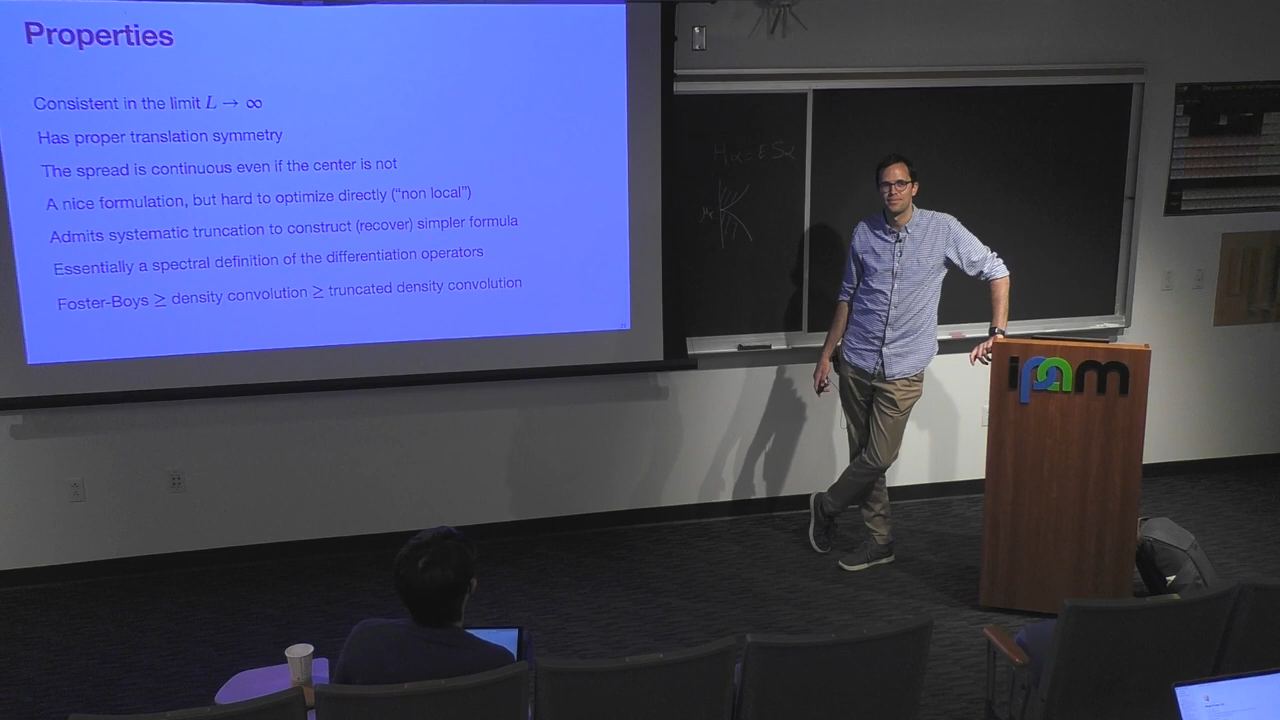 Properties
Consistent in the limit L → ∞
Has proper translation symmetry
The spread is continuous even if the center is not
A nice formulation, but hard to optimize directly (“non local”)
Admits systematic truncation to construct (recover) simpler formula
Essentially a spectral definition of the differentiation operators
Foster-Boys ≥ density convolution ≥ truncated density convolution
Hα=ESα
ipam